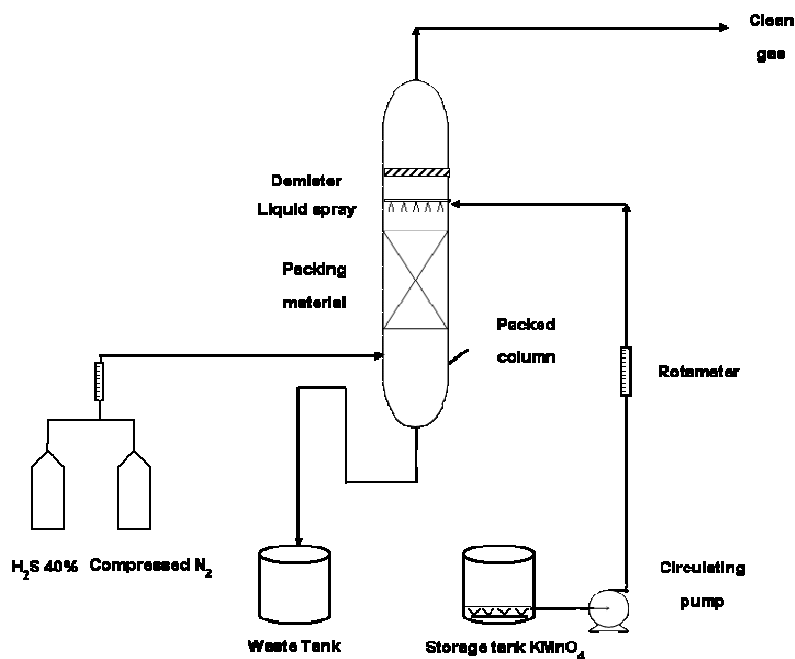 Clean
gas
Demister
Liquid spray
Packing
material
Packed
column
Rotameter
H₂S 40%
Compressed N₂
Circulating
pump
Waste Tank
Storage tank KMnO₄